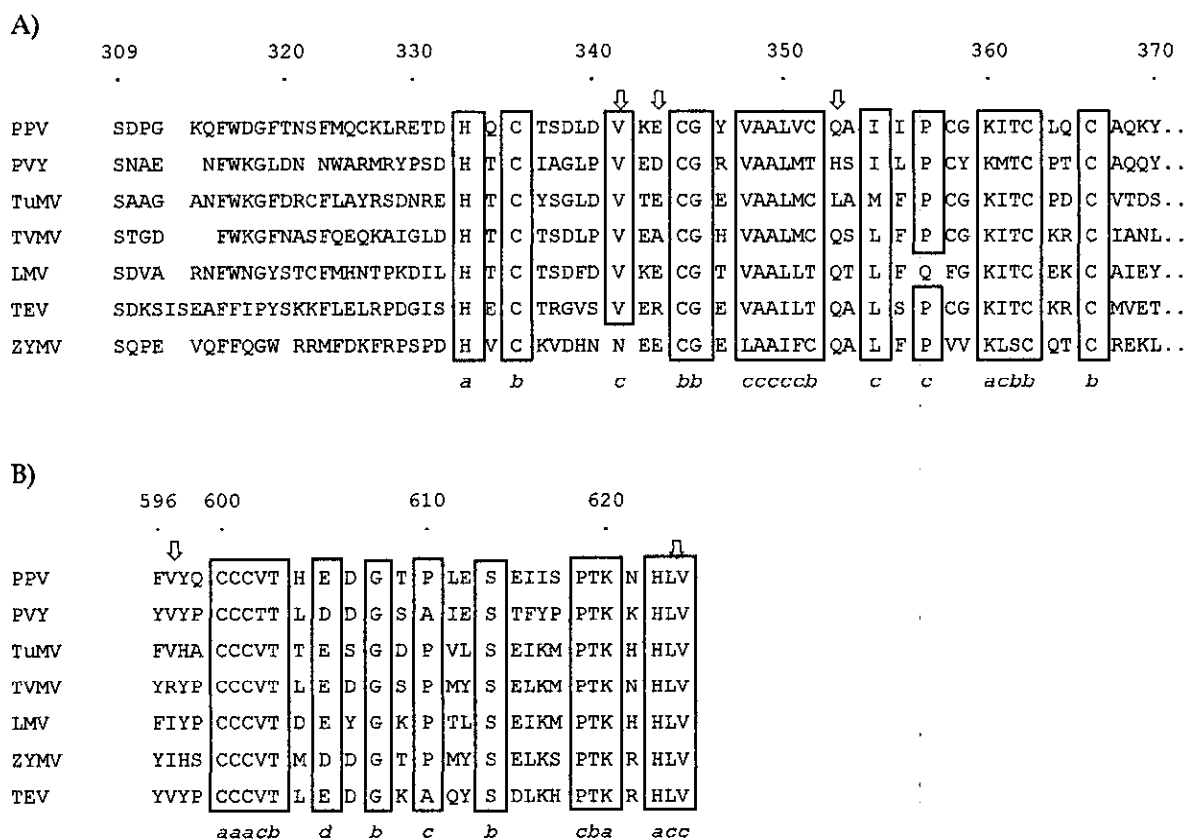 A)
309 320 330 340 350 360 370
PPV SDPG KQFWDGFTNSFMQCKLRETD H Q C TSDLD V KE CG Y VAALVC QA I I P CG KITC LQ C AQKY..
PVY SNAE NFWKGLDN NWARMRYPSD H T C IAGLP V ED CG R VAALMT HS I L P CY KMTC PT C AQQY..
TuMV SAAG ANFWKGFDRCFLAYRSDNRE H T C YSGLD V TE CG E VAALMC LA M F P CG KITC PD C VTDS..
TVMV STGD FWKGFNASFQEQKAIGLD H T C TSDLP V EA CG H VAALMC QS L F P CG KITC KR C IANL..
LMV SDVA RNFWNGYSTCFMHNTPKDIL H T C TSDFD V KE CG T VAALLT QT L F Q FG KITC EK C AIEY..
TEV SDKSISEAFFIPYSKKFLELRPDGIS H E C TRGVS V ER CG E VAAILT QA L S P CG KITC KR C MVET..
ZYMV SQPE VQFFQGW RRMFDKFRPSPD H V C KVDHN N EE CG E LAAIFC QA L F P VV KLSC QT C REKL..
a b c bb cccccb c c acbb b
B)
596 600 610 620
PPV FVYQ CCCVT H E D G T P LE S EIIS PTK N HLV
PVY YVYP CCCTT L D D G S A IE S TFYP PTK K HLV
TuMV FVHA CCCVT T E S G D P VL S EIKM PTK H HLV
TVMV YRYP CCCVT L E D G S P MY S ELKM PTK N HLV
LMV FIYP CCCVT D E Y G K P TL S EIKM PTK H HLV
ZYMV YIHS CCCVT M D D G T P MY S ELKS PTK R HLV
TEV YVYP CCCVT L E D G K A QY S DLKH PTK R HLV
aaacb d b c b cba acc